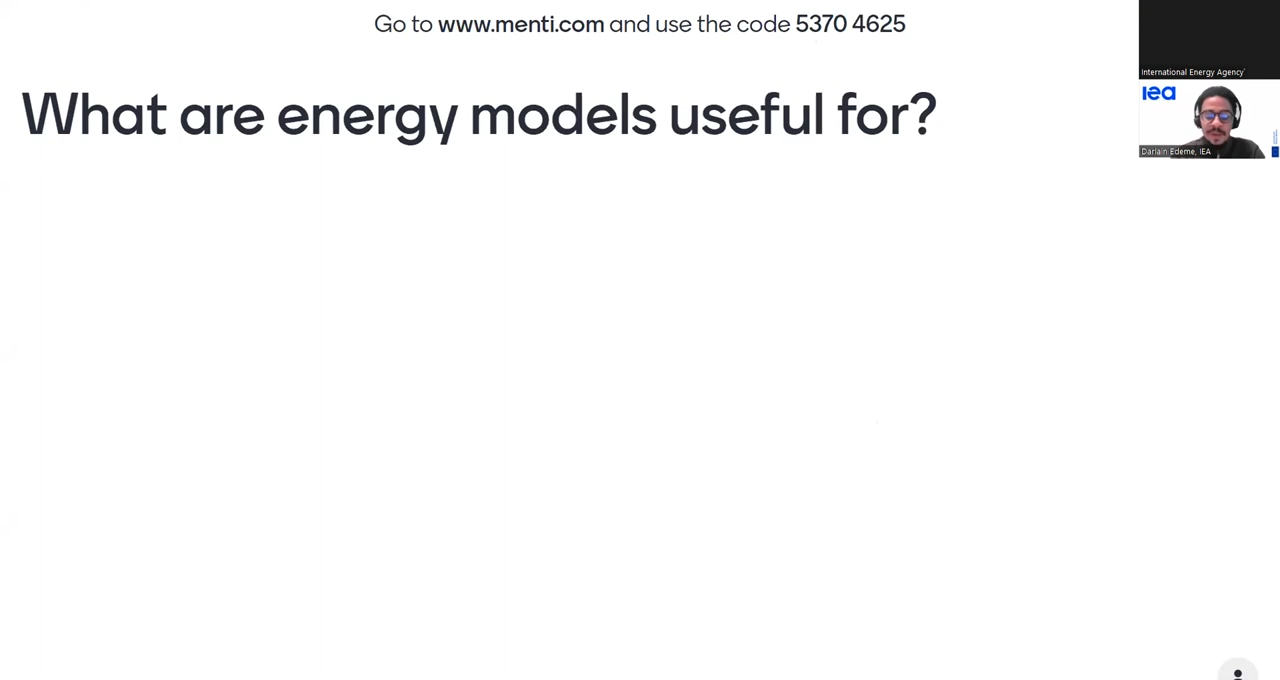 Go to www.menti.com and use the code 5370 4625
What are energy models useful for?
International Energy Agency
iea
Darlain Edeme, IEA